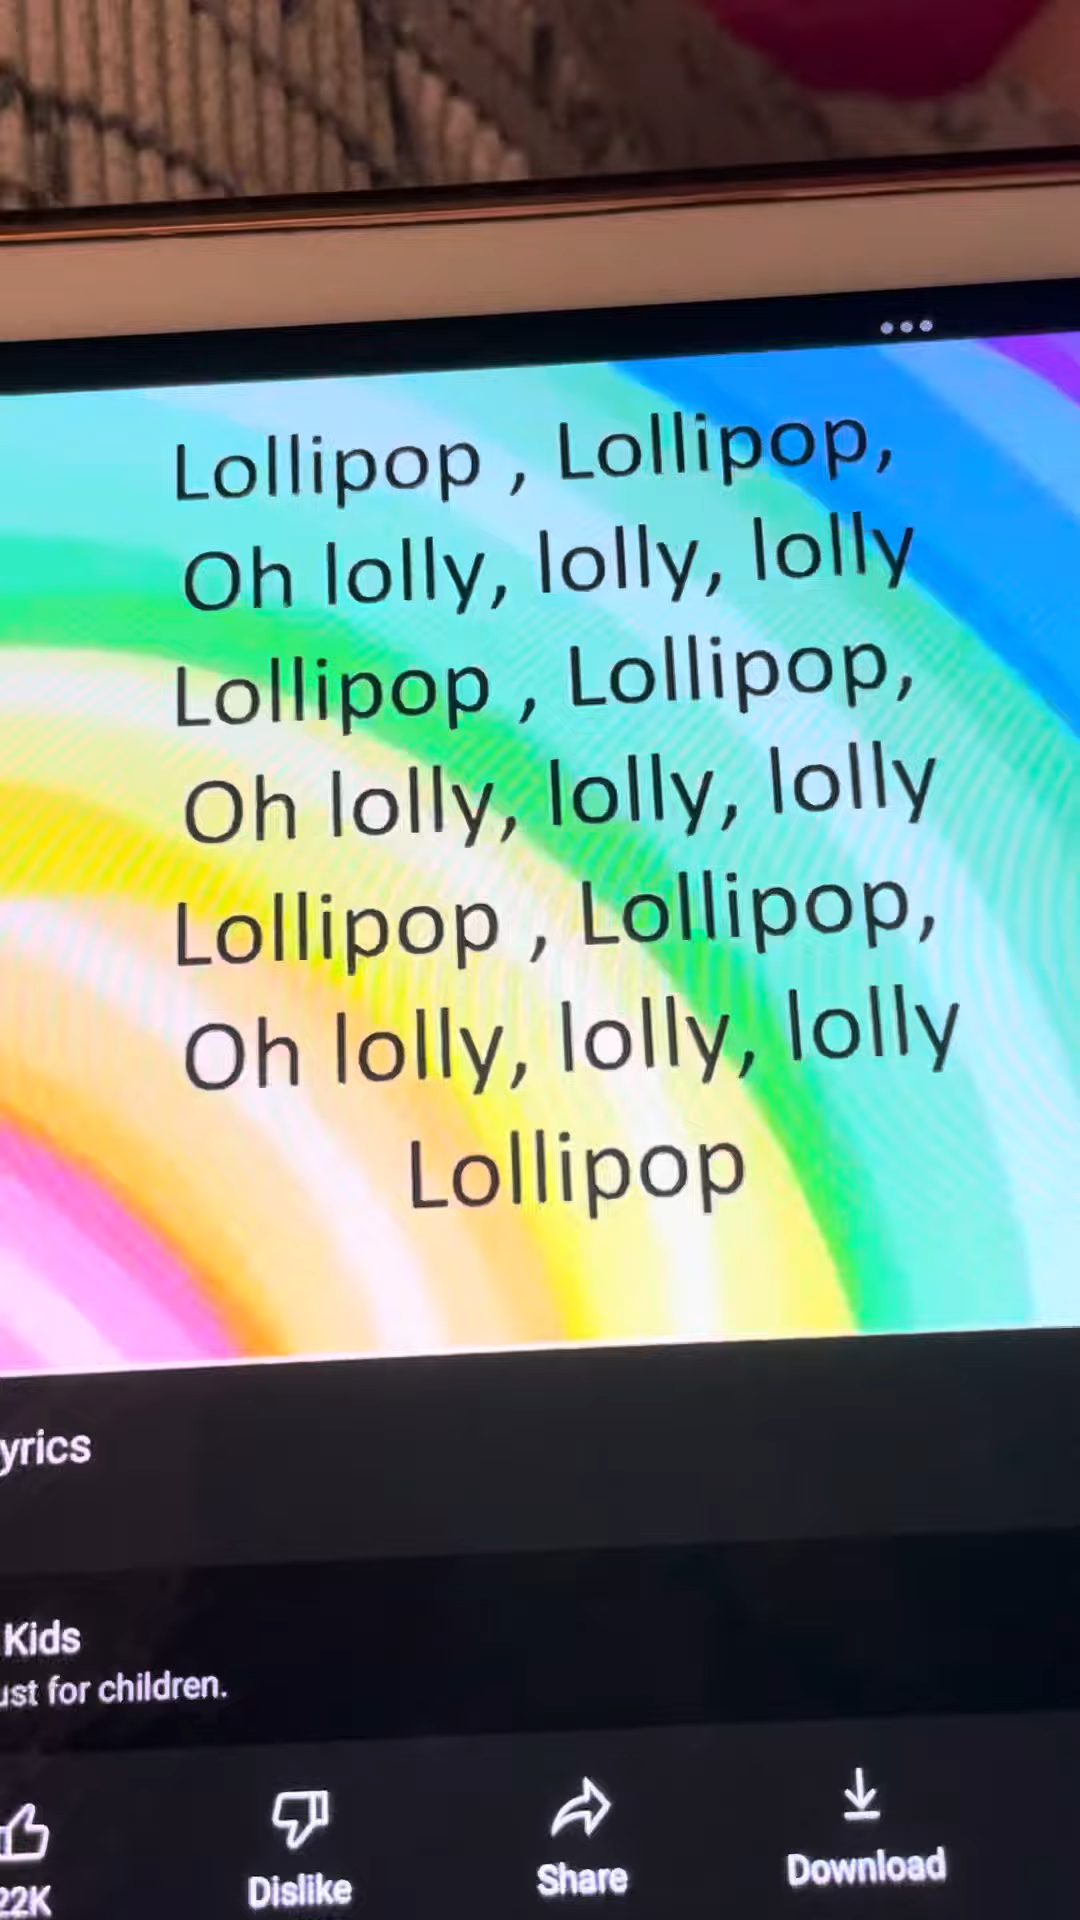 Lollipop , Lollipop,
Oh lolly, lolly, lolly
Lollipop , Lollipop,
Oh lolly, lolly, lolly
Lollipop , Lollipop,
Oh lolly, lolly, lolly
Lollipop
yrics
Kids
ust for children.
22K
Dislike
Share
Download